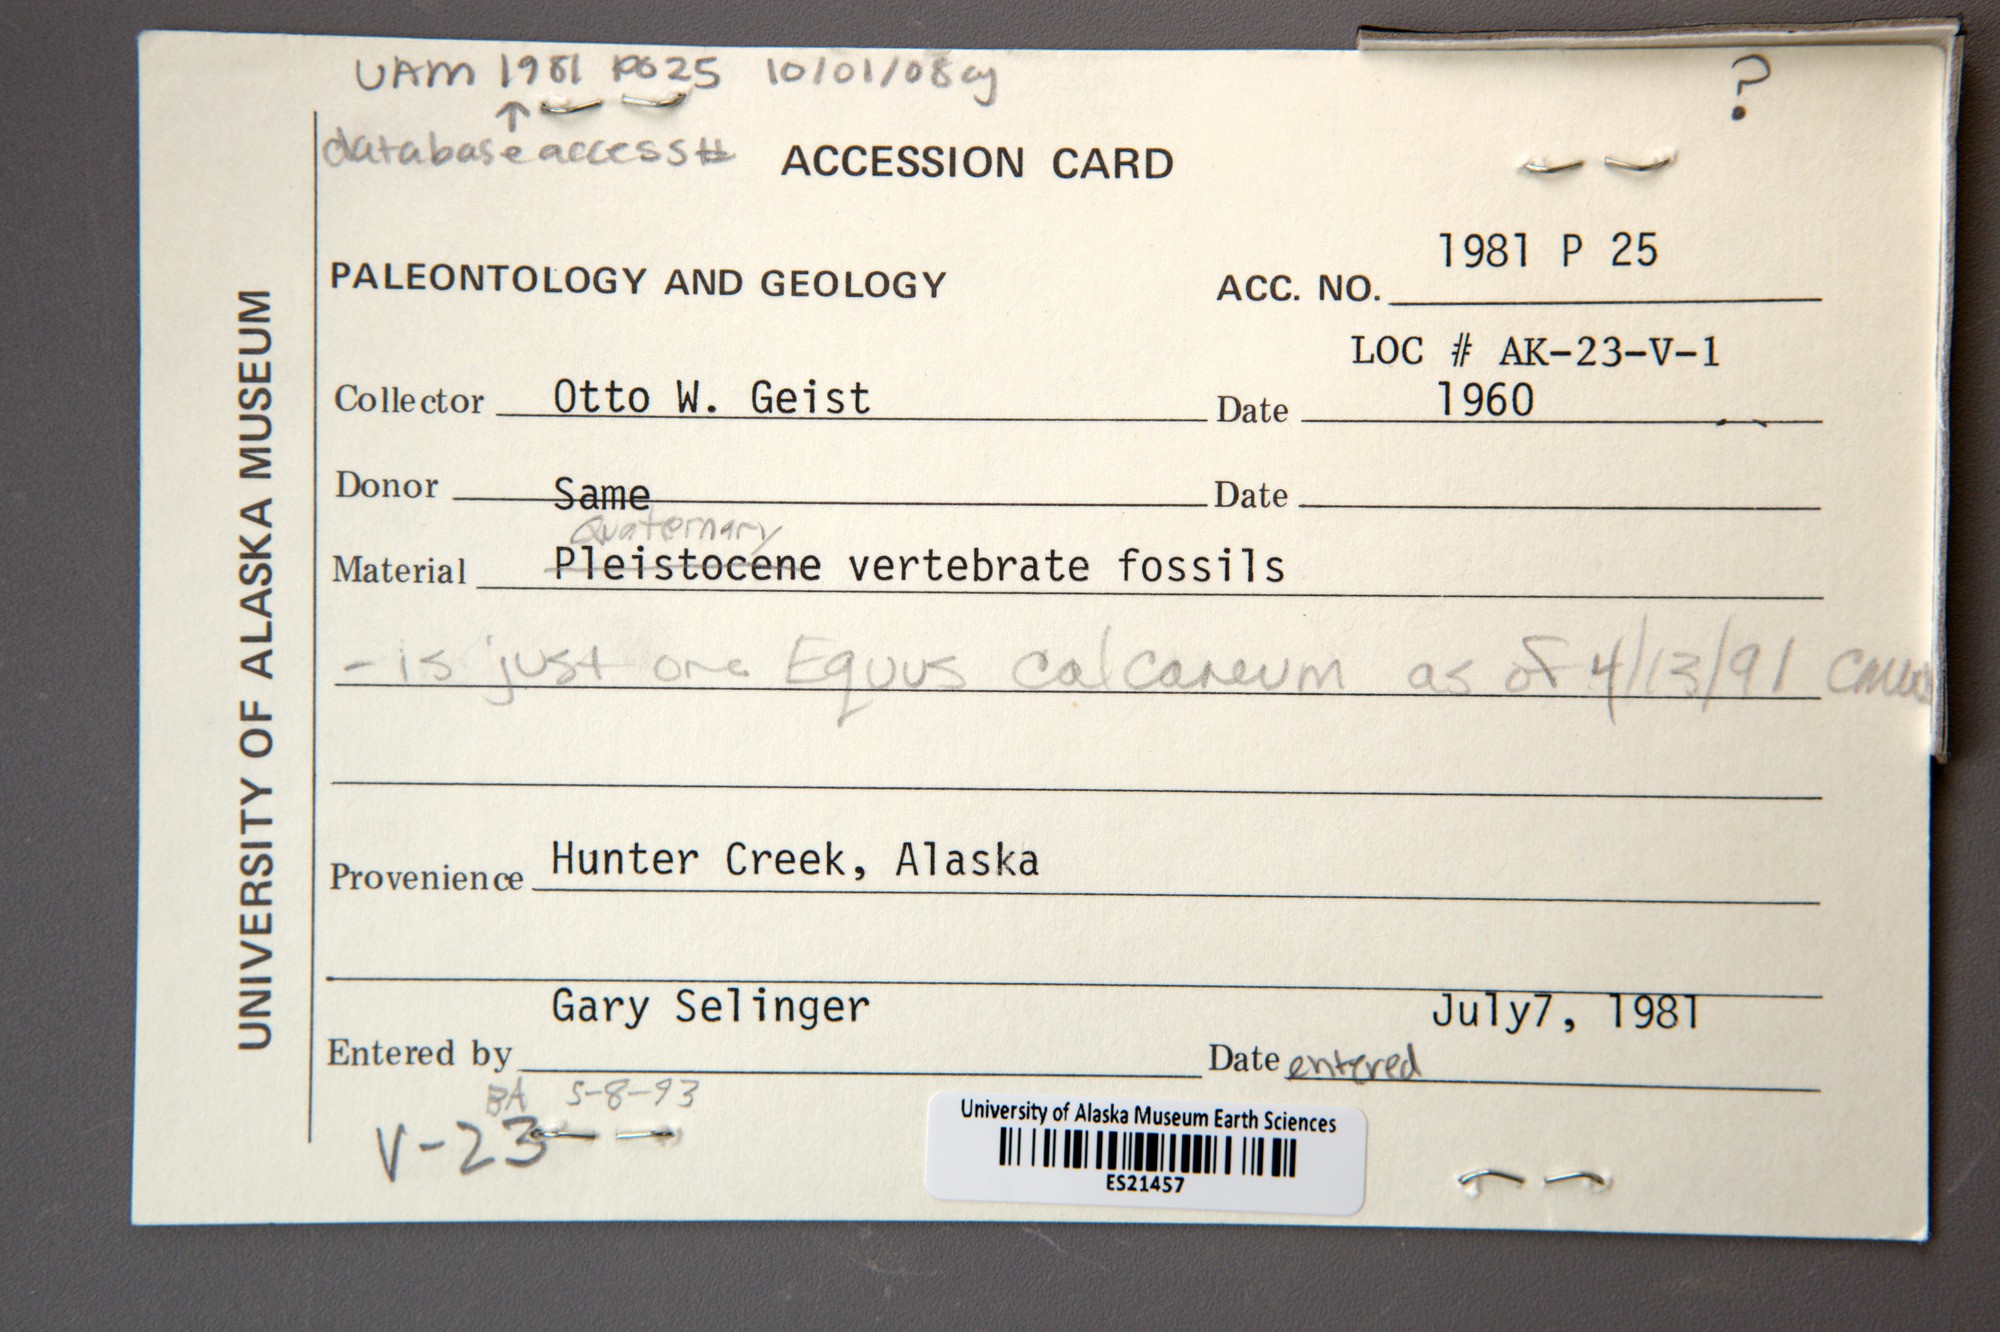 UAM 1981 P025 10/01/08
?
↑
database access#
ACCESSION CARD
UNIVERSITY OF ALASKA MUSEUM
1981 P 25
PALEONTOLOGY AND GEOLOGY ACC. NO.
LOC # AK-23-V-1
Collector Otto W. Geist Date 1960
Donor Same Date
Quaternary
Material Pleistocene vertebrate fossils
- is just one Equus calcaneum as of 4/13/91
Provenience Hunter Creek, Alaska
Gary Selinger July7, 1981
Entered by Date entered
BA 5-8-93
V-23
University of Alaska Museum Earth Sciences
ES21457